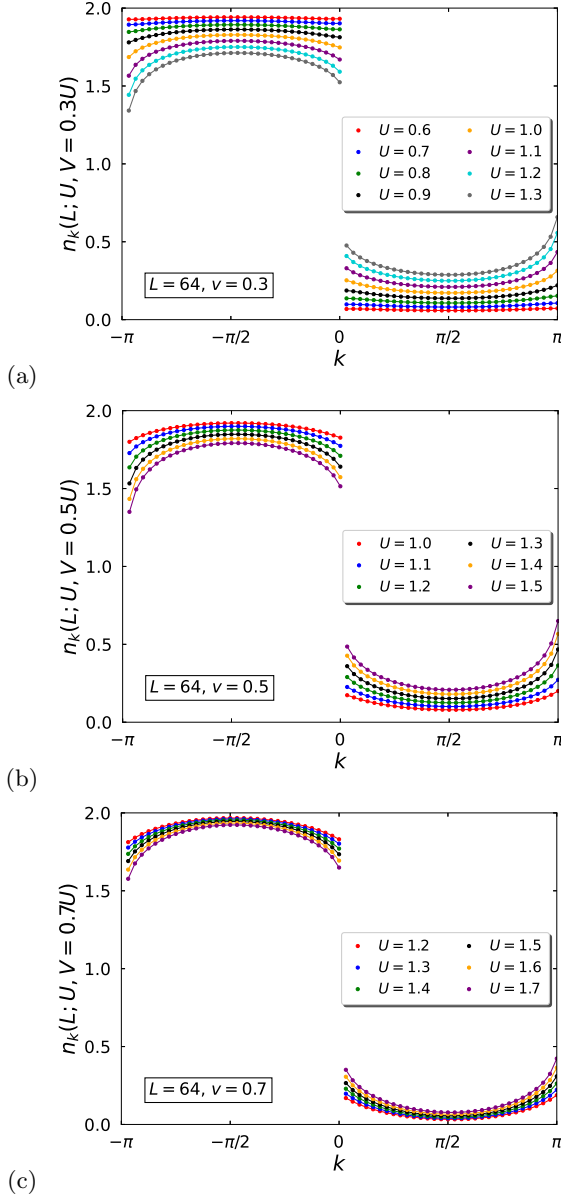 2.0
1.5
1.0
0.5
0.0
n_k(L; U, V = 0.3U)
U = 0.6 U = 1.0
U = 0.7 U = 1.1
U = 0.8 U = 1.2
U = 0.9 U = 1.3
L = 64, v = 0.3
−π −π/2 0 π/2 π
k
(a)
2.0
1.5
1.0
0.5
0.0
n_k(L; U, V = 0.5U)
U = 1.0 U = 1.3
U = 1.1 U = 1.4
U = 1.2 U = 1.5
L = 64, v = 0.5
−π −π/2 0 π/2 π
k
(b)
2.0
1.5
1.0
0.5
0.0
n_k(L; U, V = 0.7U)
U = 1.2 U = 1.5
U = 1.3 U = 1.6
U = 1.4 U = 1.7
L = 64, v = 0.7
−π −π/2 0 π/2 π
k
(c)